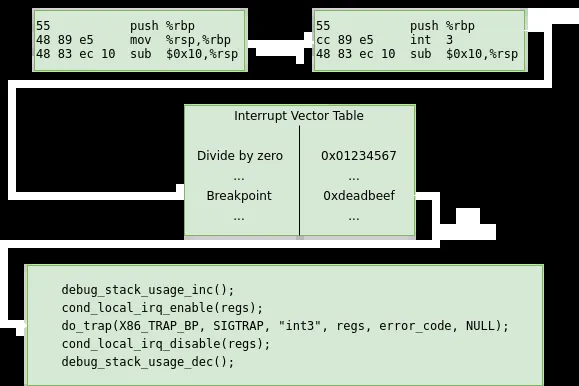 55 push %rbp
48 89 e5 mov %rsp,%rbp
48 83 ec 10 sub $0x10,%rsp
55 push %rbp
cc 89 e5 int 3
48 83 ec 10 sub $0x10,%rsp
Interrupt Vector Table
Divide by zero 0x01234567
... ...
Breakpoint 0xdeadbeef
... ...
debug_stack_usage_inc();
cond_local_irq_enable(regs);
do_trap(X86_TRAP_BP, SIGTRAP, "int3", regs, error_code, NULL);
cond_local_irq_disable(regs);
debug_stack_usage_dec();